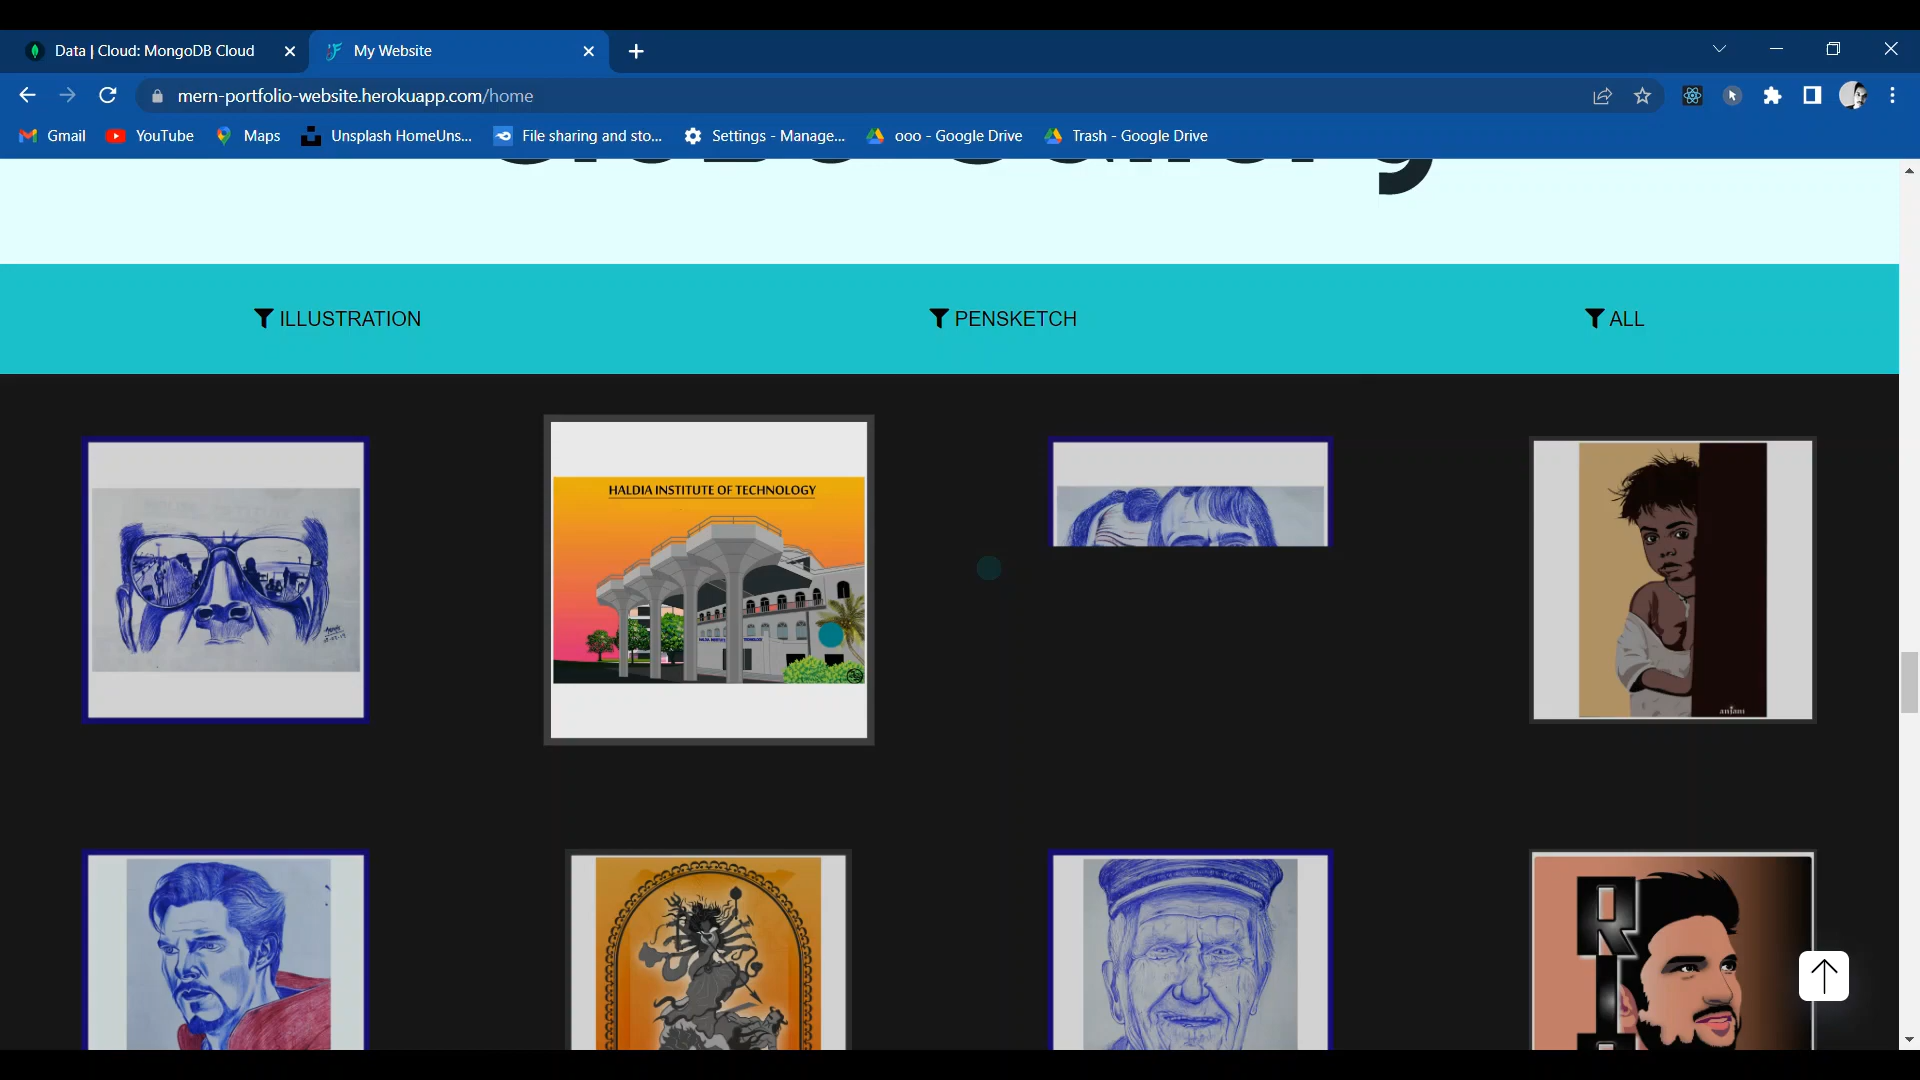 Data | Cloud: MongoDB Cloud
My Website
mern-portfolio-website.herokuapp.com/home
Gmail
YouTube
Maps
Unsplash HomeUns...
File sharing and sto...
Settings - Manage...
ooo - Google Drive
Trash - Google Drive
ILLUSTRATION
PENSKETCH
ALL
HALDIA INSTITUTE OF TECHNOLOGY
anjani
R